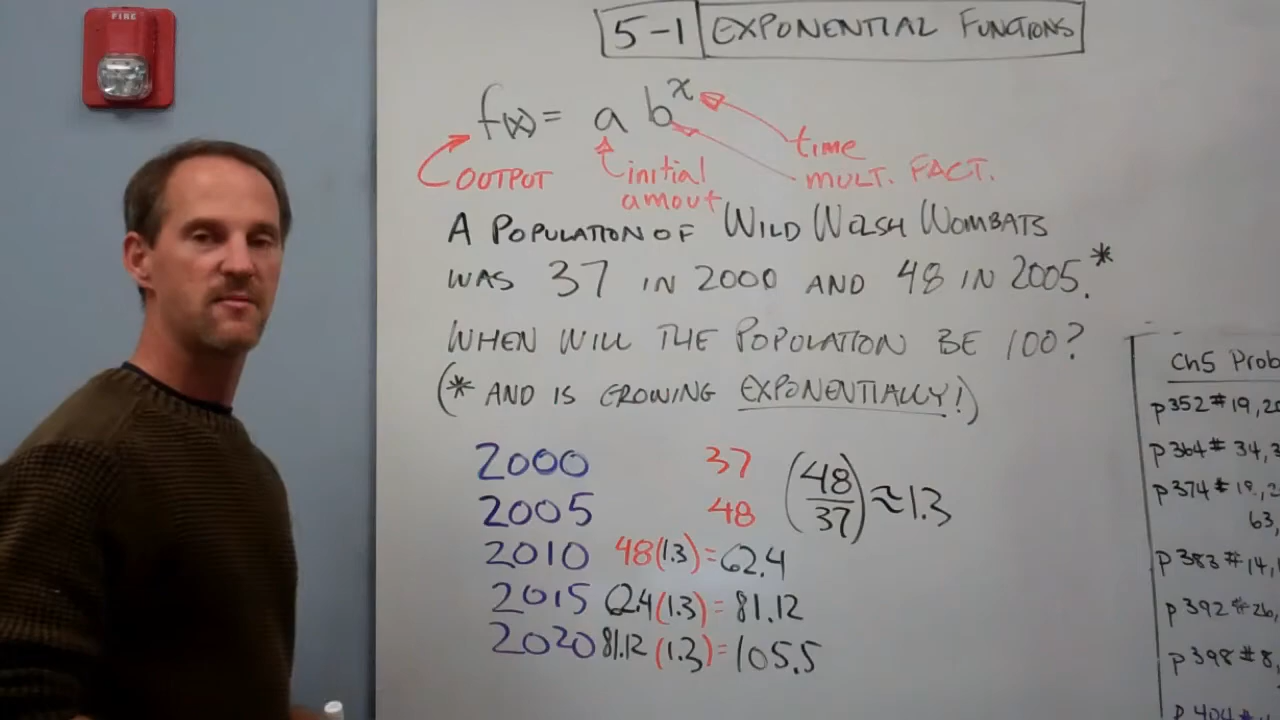 FIRE
5-1 EXPONENTIAL FUNCTIONS
f(x) = a b^x
time
OUTPUT
initial
amout
MULT. FACT.
A POPULATION OF WILD WELSH WOMBATS
WAS 37 IN 2000 AND 48 IN 2005.*
WHEN WILL THE POPULATION BE 100?
(* AND IS GROWING EXPONENTIALLY!)
2000 37 (48/37) ≈ 1.3
2005 48
2010 48(1.3) = 62.4
2015 62.4(1.3) = 81.12
2020 81.12(1.3) = 105.5
Ch5 Prob
p352 # 19, 20
p364 # 34, 3
p374 # 19, 2
63,
p383 # 14, 1
p392 # 26,
p398 # 8,
p 404 #